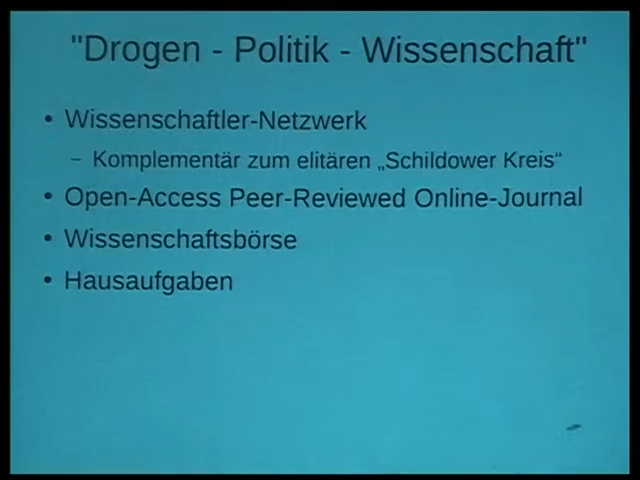 "Drogen - Politik - Wissenschaft"
• Wissenschaftler-Netzwerk
– Komplementär zum elitären „Schildower Kreis“
• Open-Access Peer-Reviewed Online-Journal
• Wissenschaftsbörse
• Hausaufgaben